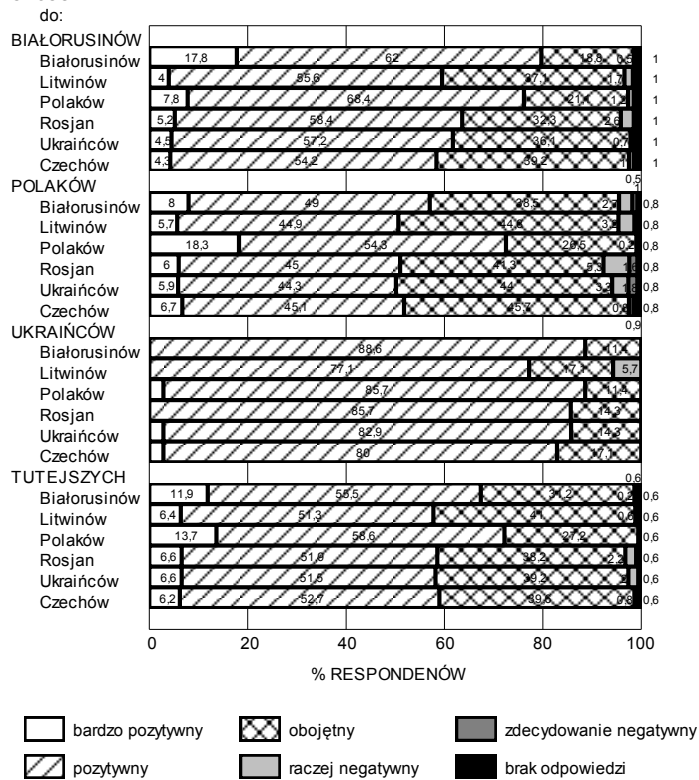 do:
BIAŁORUSINÓW
Białorusinów 17,8 62 18,8 0,5 1
Litwinów 4 55,6 37,1 1,7 1
Polaków 7,8 68,4 21,1 1,2 1
Rosjan 5,2 58,4 32,3 2,6 1
Ukraińców 4,5 57,2 36,1 0,7 1
Czechów 4,3 54,2 39,2 1 1
POLAKÓW 0,5
Białorusinów 8 49 38,5 2,7 1 0,8
Litwinów 5,7 44,9 44,8 0,8
Polaków 18,3 54,3 26,5 0,2 0,8
Rosjan 6 45 41,3 5,3 0,8
Ukraińców 5,9 44,3 44 3,3 1,8 0,8
Czechów 6,7 45,1 45,7 0,8
UKRAIŃCÓW 0,9
Białorusinów 88,6 11,4
Litwinów 77,1 17,1 5,7
Polaków 85,7 11,4
Rosjan 85,7 14,3
Ukraińców 82,9 14,3
Czechów 80 17,1
TUTEJSZYCH 0,6
Białorusinów 11,9 55,5 31,2 0,2 0,6
Litwinów 6,4 51,3 41 0,6 0,6
Polaków 13,7 58,6 27,2
Rosjan 6,6 51,9 38,2 2,2 0,6
Ukraińców 6,6 51,5 39,2 2 0,6
Czechów 6,2 52,7 39,6 0,8 0,6
0 20 40 60 80 100
% RESPONDENÓW
bardzo pozytywny obojętny zdecydowanie negatywny
pozytywny raczej negatywny brak odpowiedzi